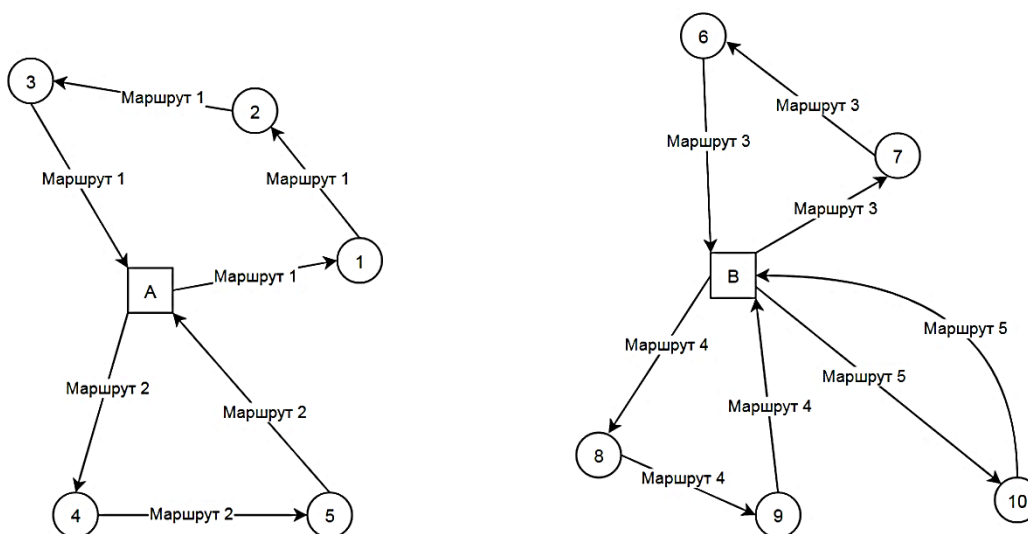 6
3
Маршрут 1
2
Маршрут 3
Маршрут 3
7
Маршрут 1
Маршрут 1
Маршрут 3
1
Маршрут 1
A
B
Маршрут 5
Маршрут 4
Маршрут 5
Маршрут 2
Маршрут 2
Маршрут 4
8
Маршрут 4
10
4
Маршрут 2
5
9